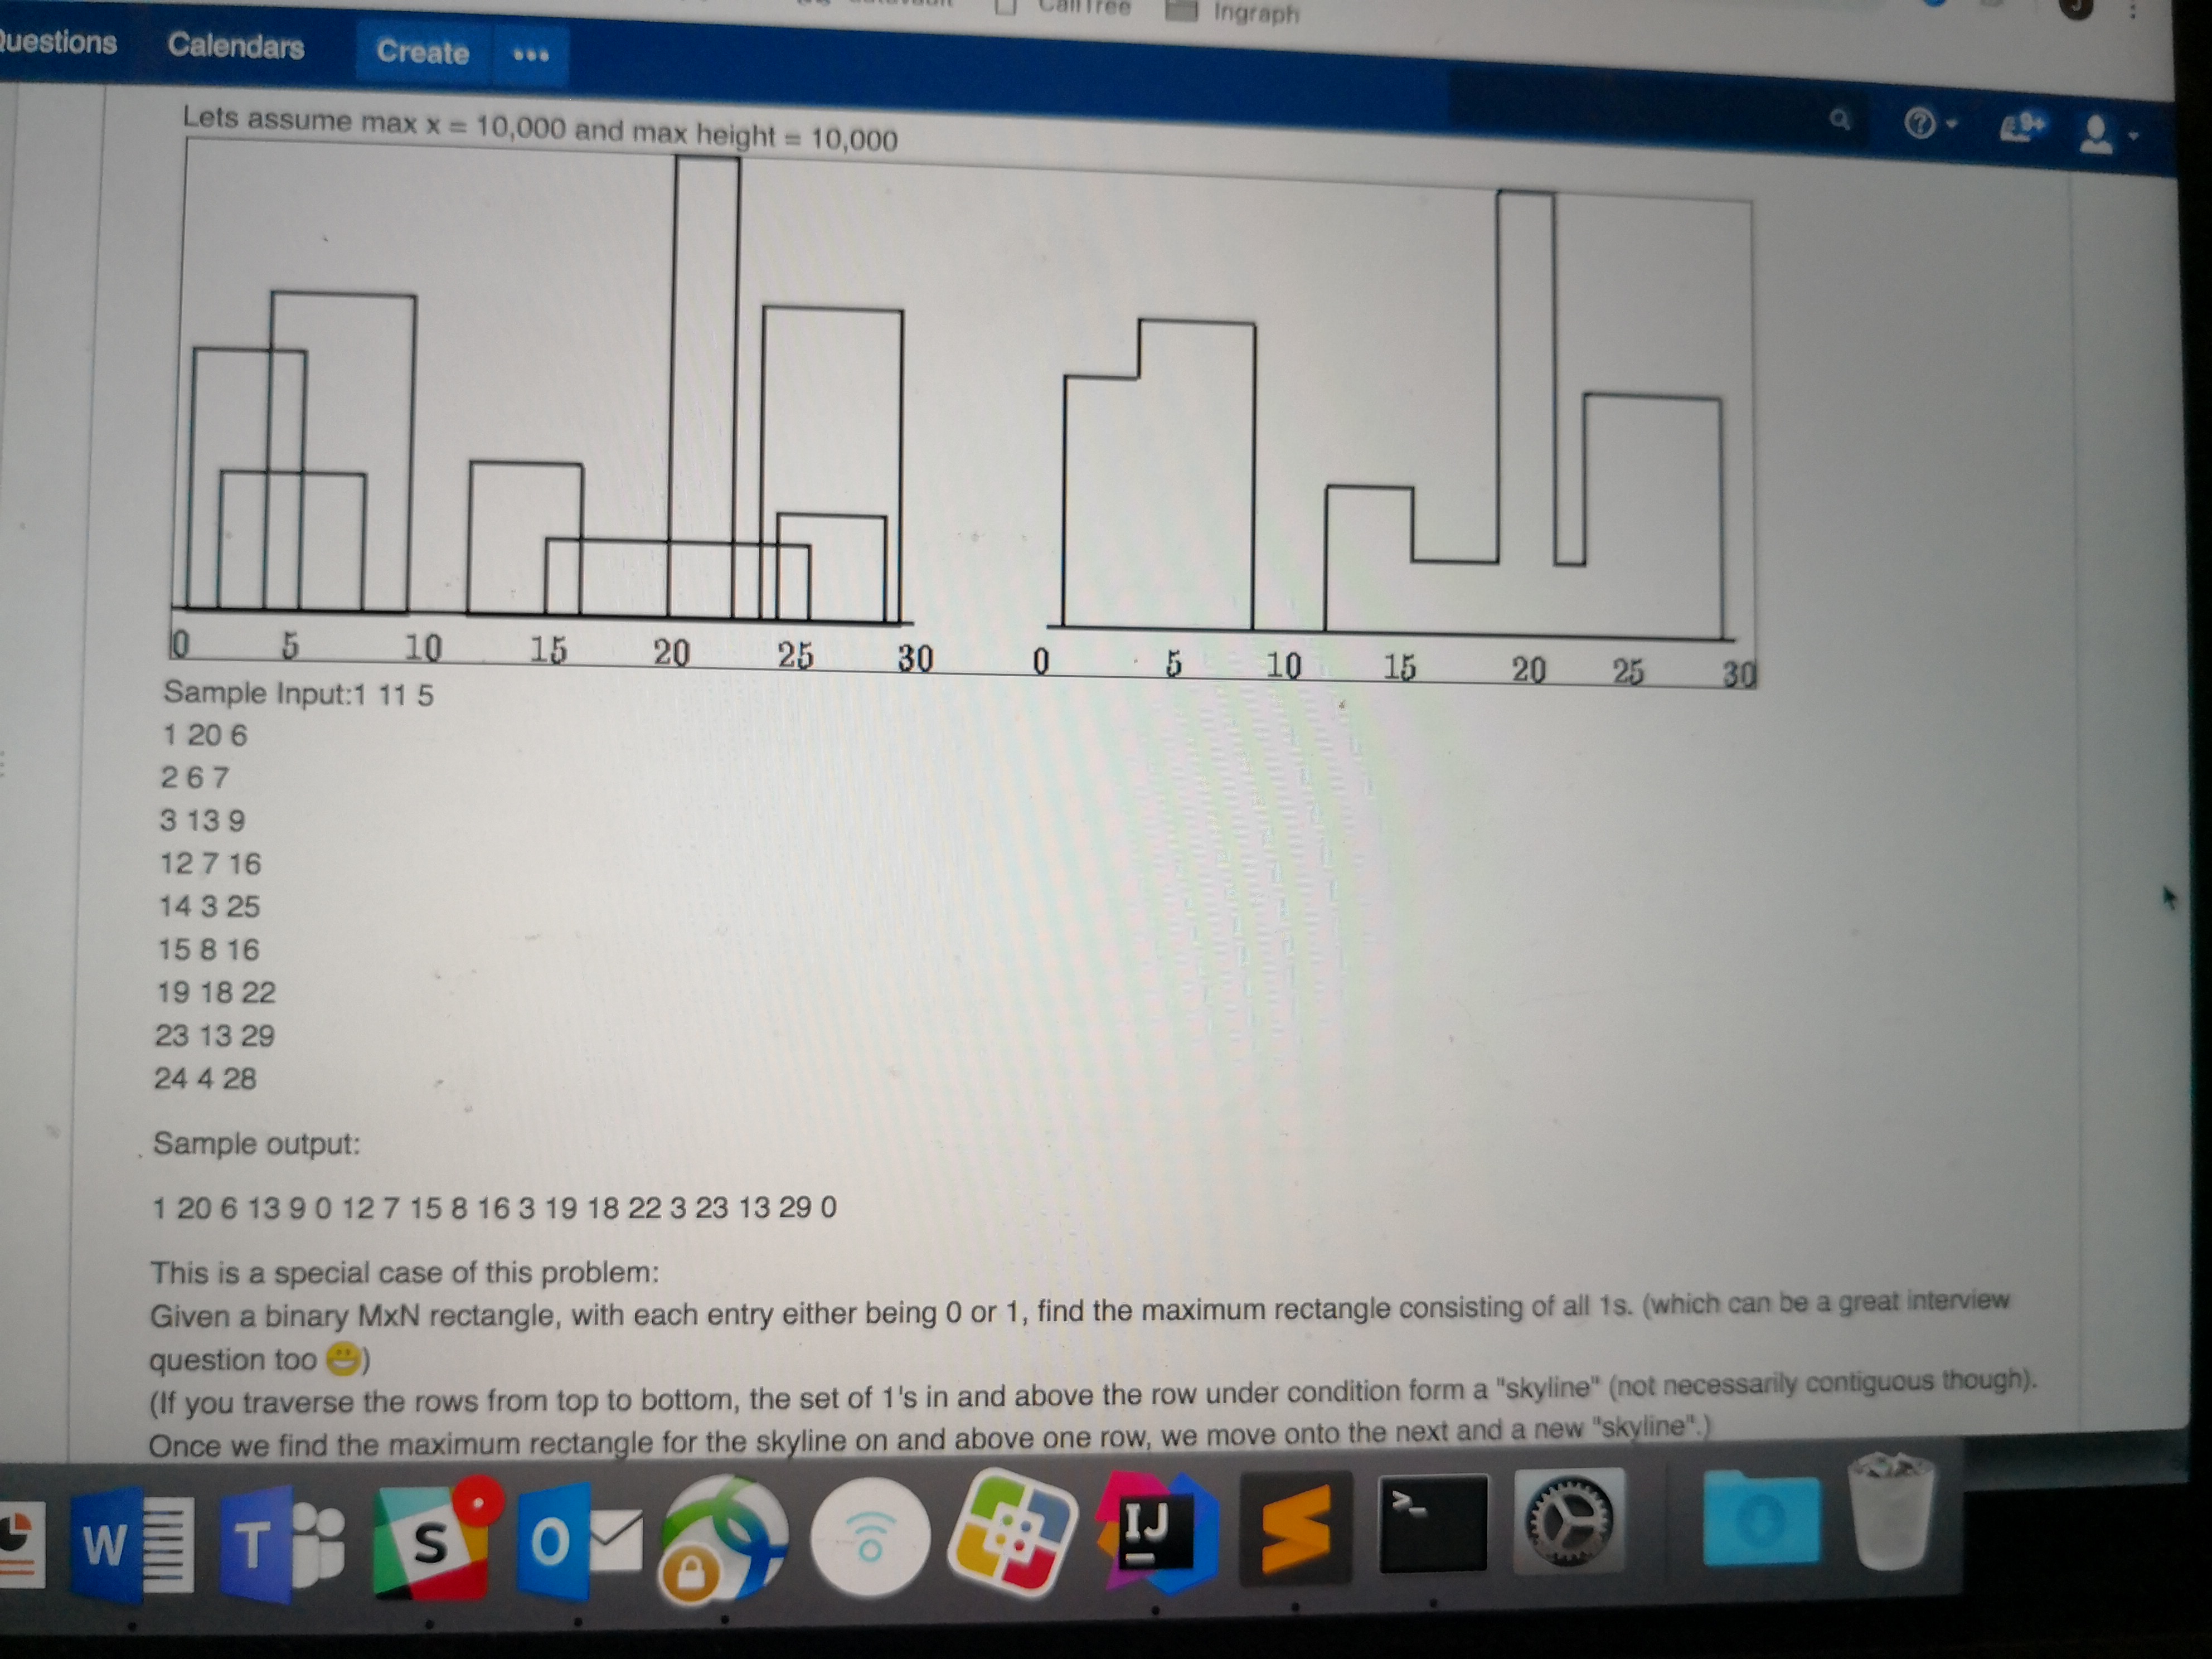 CallTree Ingraph
Questions Calendars Create •••
9+
Lets assume max x = 10,000 and max height = 10,000
0 5 10 15 20 25 30 0 5 10 15 20 25 30
Sample Input:1 11 5
1 20 6
2 6 7
3 13 9
12 7 16
14 3 25
15 8 16
19 18 22
23 13 29
24 4 28
Sample output:
1 20 6 13 9 0 12 7 15 8 16 3 19 18 22 3 23 13 29 0
This is a special case of this problem:
Given a binary MxN rectangle, with each entry either being 0 or 1, find the maximum rectangle consisting of all 1s. (which can be a great interview
question too 😀)
(If you traverse the rows from top to bottom, the set of 1's in and above the row under condition form a "skyline" (not necessarily contiguous though).
Once we find the maximum rectangle for the skyline on and above one row, we move onto the next and a new "skyline".)
W T S O IJ >_